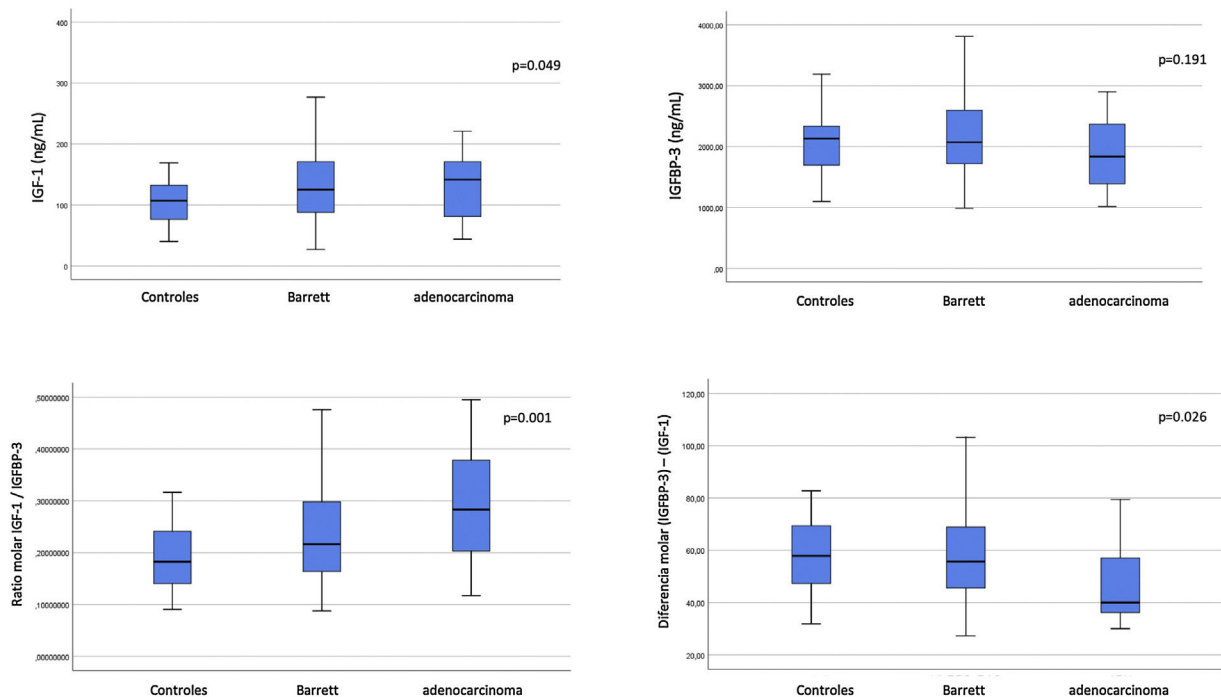 400
300
200
100
0
IGF-1 (ng/mL)
p=0.049
Controles
Barrett
adenocarcinoma
4000,00
3000,00
2000,00
1000,00
,00
IGFBP-3 (ng/mL)
p=0.191
Controles
Barrett
adenocarcinoma
,50000000
,40000000
,30000000
,20000000
,10000000
,00000000
Ratio molar IGF-1 / IGFBP-3
p=0.001
Controles
Barrett
adenocarcinoma
120,00
100,00
80,00
60,00
40,00
20,00
Diferencia molar (IGFBP-3) – (IGF-1)
p=0.026
Controles
Barrett
adenocarcinoma